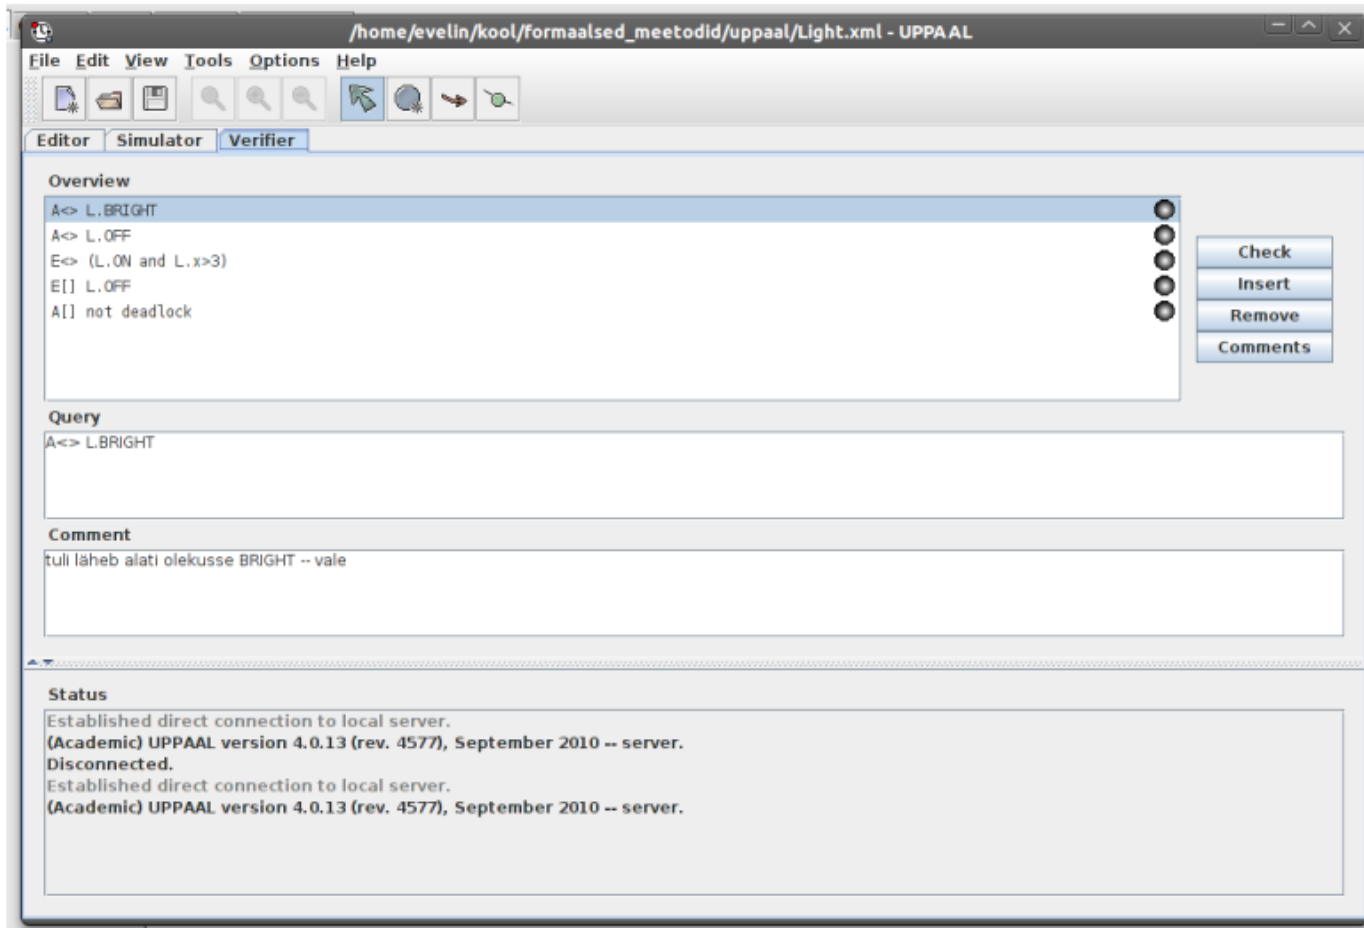 /home/evelin/kool/formaalsed_meetodid/uppaal/Light.xml - UPPAAL
File Edit View Tools Options Help
Editor Simulator Verifier
Overview
A<> L.BRIGHT
A<> L.OFF
E<> (L.ON and L.x>3)
E[] L.OFF
A[] not deadlock
Check
Insert
Remove
Comments
Query
A<> L.BRIGHT
Comment
tuli läheb alati olekusse BRIGHT -- vale
Status
Established direct connection to local server.
(Academic) UPPAAL version 4.0.13 (rev. 4577), September 2010 -- server.
Disconnected.
Established direct connection to local server.
(Academic) UPPAAL version 4.0.13 (rev. 4577), September 2010 -- server.